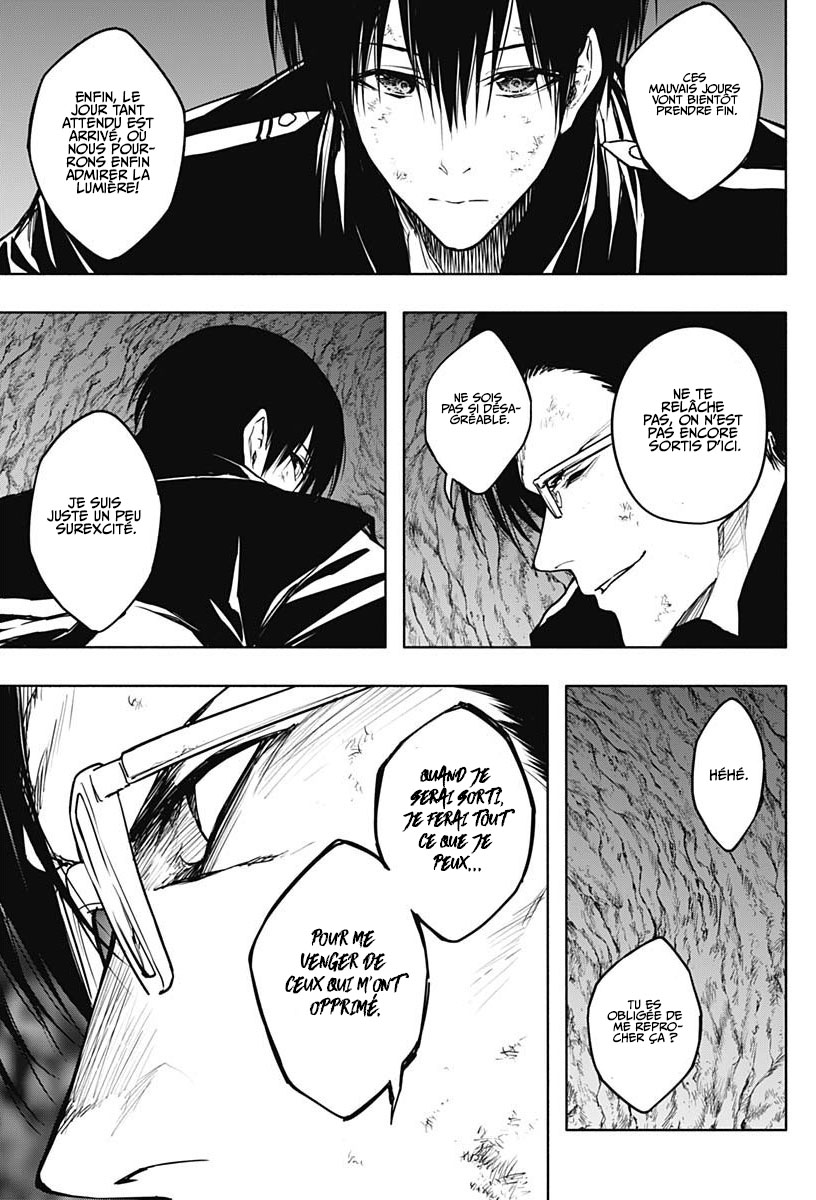 CES
MAUVAIS JOURS
VONT BIENTÔT
PRENDRE FIN.
ENFIN, LE
JOUR TANT
ATTENDU EST
ARRIVÉ, OÙ
NOUS POUR-
RONS ENFIN
ADMIRER LA
LUMIÈRE!
NE TE
RELÂCHE
PAS, ON N'EST
PAS ENCORE
SORTIS D'ICI.
NE SOIS
PAS SI DÉSA-
GRÉABLE.
JE SUIS
JUSTE UN PEU
SUREXCITÉ.
HÉHÉ.
TU ES
OBLIGÉE DE
ME REPRO-
CHER ÇA ?
QUAND JE
SERAI SORTI,
JE FERAI TOUT
CE QUE JE
PEUX...
POUR ME
VENGER DE
CEUX QUI M'ONT
OPPRIMÉ.